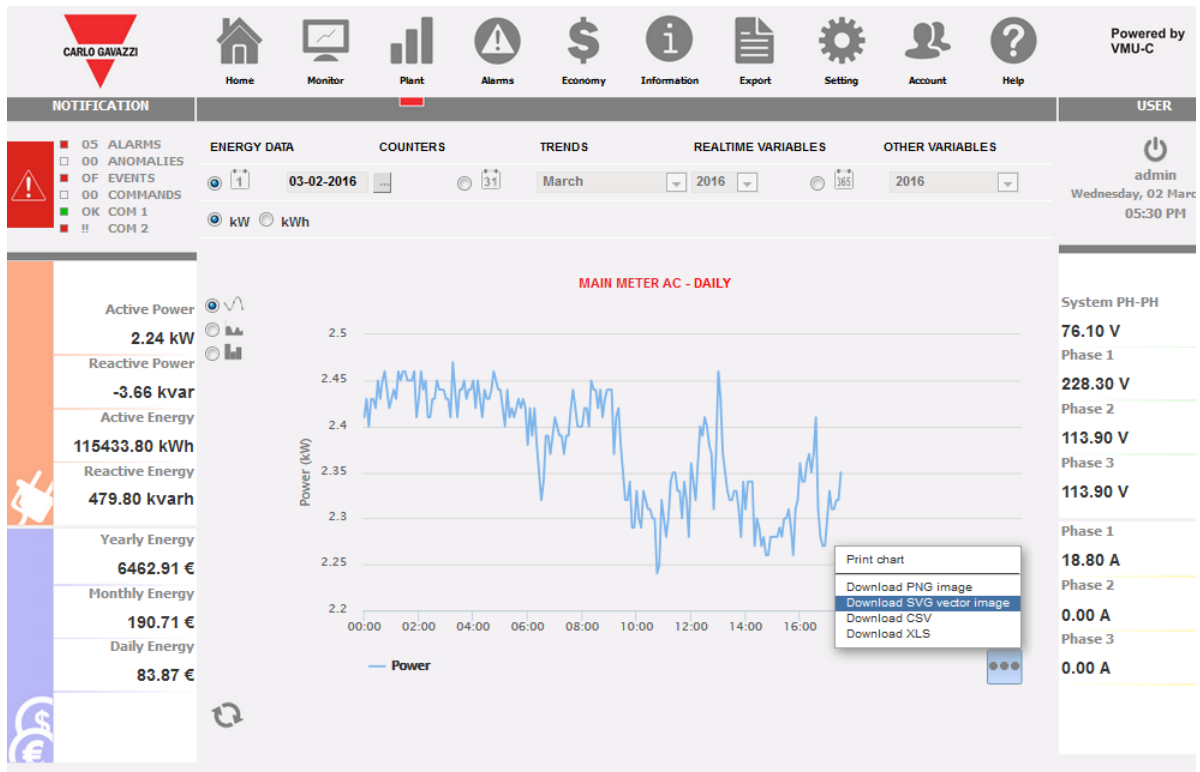 CARLO GAVAZZI
Home
Monitor
Plant
Alarms
Economy
Information
Export
Setting
Account
Help
Powered by
VMU-C
NOTIFICATION
USER
05 ALARMS
00 ANOMALIES
OF EVENTS
00 COMMANDS
OK COM 1
!! COM 2
ENERGY DATA
COUNTERS
TRENDS
REALTIME VARIABLES
OTHER VARIABLES
1
03-02-2016
...
31
March
2016
365
2016
kW
kWh
admin
Wednesday, 02 Marc
05:30 PM
Active Power
2.24 kW
Reactive Power
-3.66 kvar
Active Energy
115433.80 kWh
Reactive Energy
479.80 kvarh
Yearly Energy
6462.91 €
Monthly Energy
190.71 €
Daily Energy
83.87 €
MAIN METER AC - DAILY
Power (kW)
2.5
2.45
2.4
2.35
2.3
2.25
2.2
00:00 02:00 04:00 06:00 08:00 10:00 12:00 14:00 16:00
Power
Print chart
Download PNG image
Download SVG vector image
Download CSV
Download XLS
System PH-PH
76.10 V
Phase 1
228.30 V
Phase 2
113.90 V
Phase 3
113.90 V
Phase 1
18.80 A
Phase 2
0.00 A
Phase 3
0.00 A